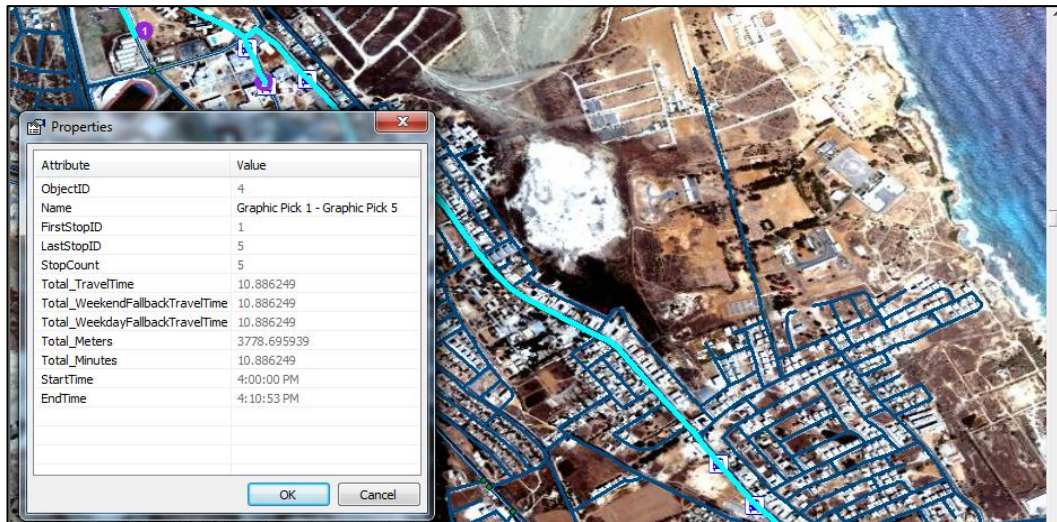 1
Properties
Attribute Value
ObjectID 4
Name Graphic Pick 1 - Graphic Pick 5
FirstStopID 1
LastStopID 5
StopCount 5
Total_TravelTime 10.886249
Total_WeekendFallbackTravelTime 10.886249
Total_WeekdayFallbackTravelTime 10.886249
Total_Meters 3778.695939
Total_Minutes 10.886249
StartTime 4:00:00 PM
EndTime 4:10:53 PM
OK Cancel